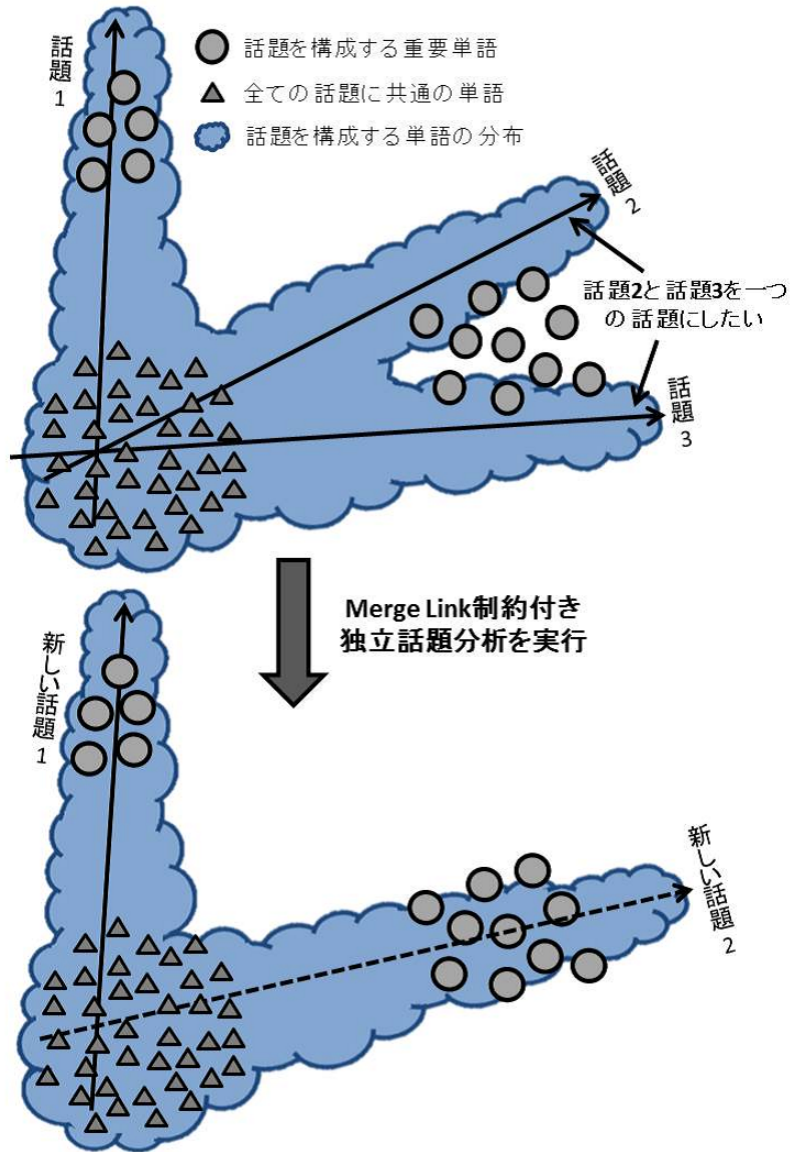 話題1
話題を構成する重要単語
全ての話題に共通の単語
話題を構成する単語の分布
話題2
話題2と話題3を一つ
の話題にしたい
話題3
Merge Link制約付き
独立話題分析を実行
新しい話題1
新しい話題2